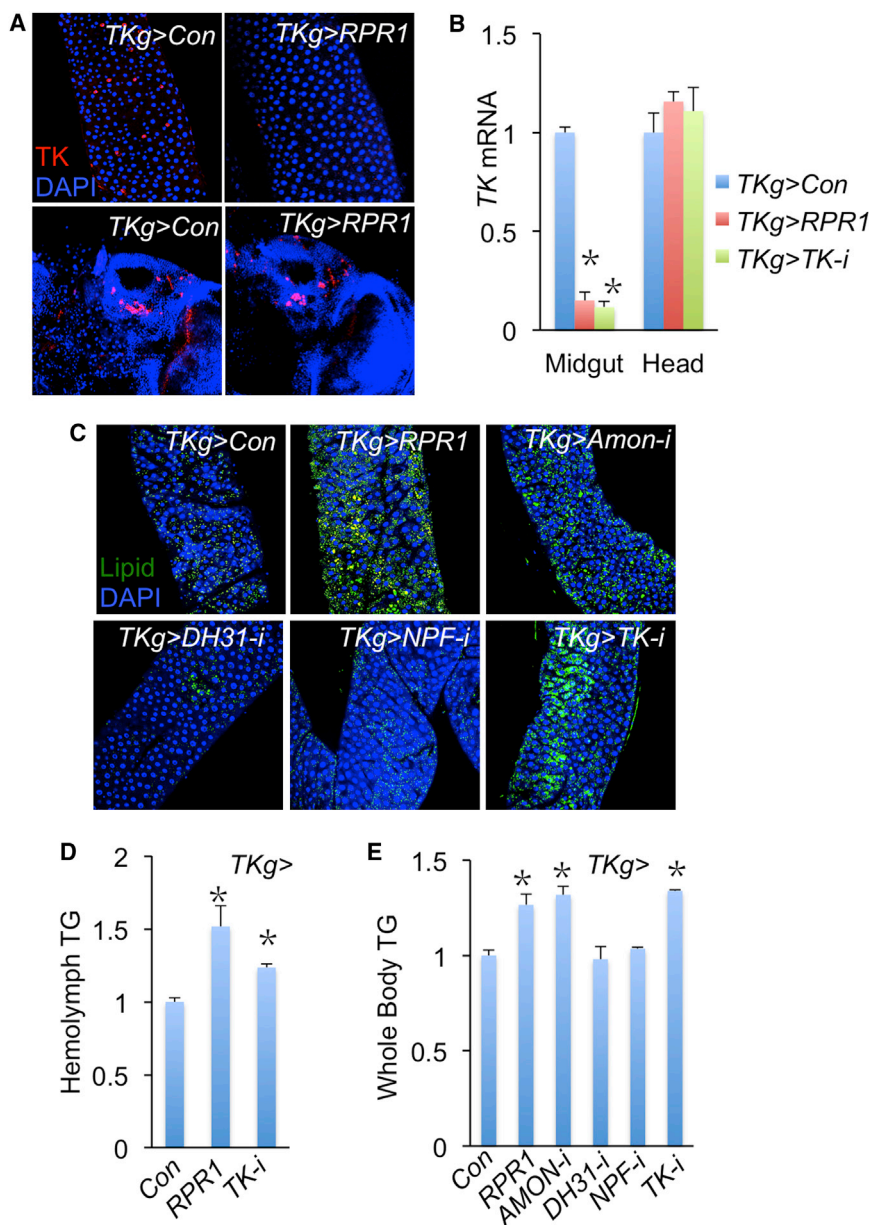 A
TKg>Con
TKg>RPR1
TK
DAPI
TKg>Con
TKg>RPR1
B
TK mRNA
1.5
1
0.5
0
*
*
Midgut
Head
TKg>Con
TKg>RPR1
TKg>TK-i
C
TKg>Con
TKg>RPR1
TKg>Amon-i
Lipid
DAPI
TKg>DH31-i
TKg>NPF-i
TKg>TK-i
D
TKg>
Hemolymph TG
2
1.5
1
0.5
0
*
*
Con
RPR1
TK-i
E
TKg>
Whole Body TG
1.5
1
0.5
0
*
*
*
Con
RPR1
AMON-i
DH31-i
NPF-i
TK-i